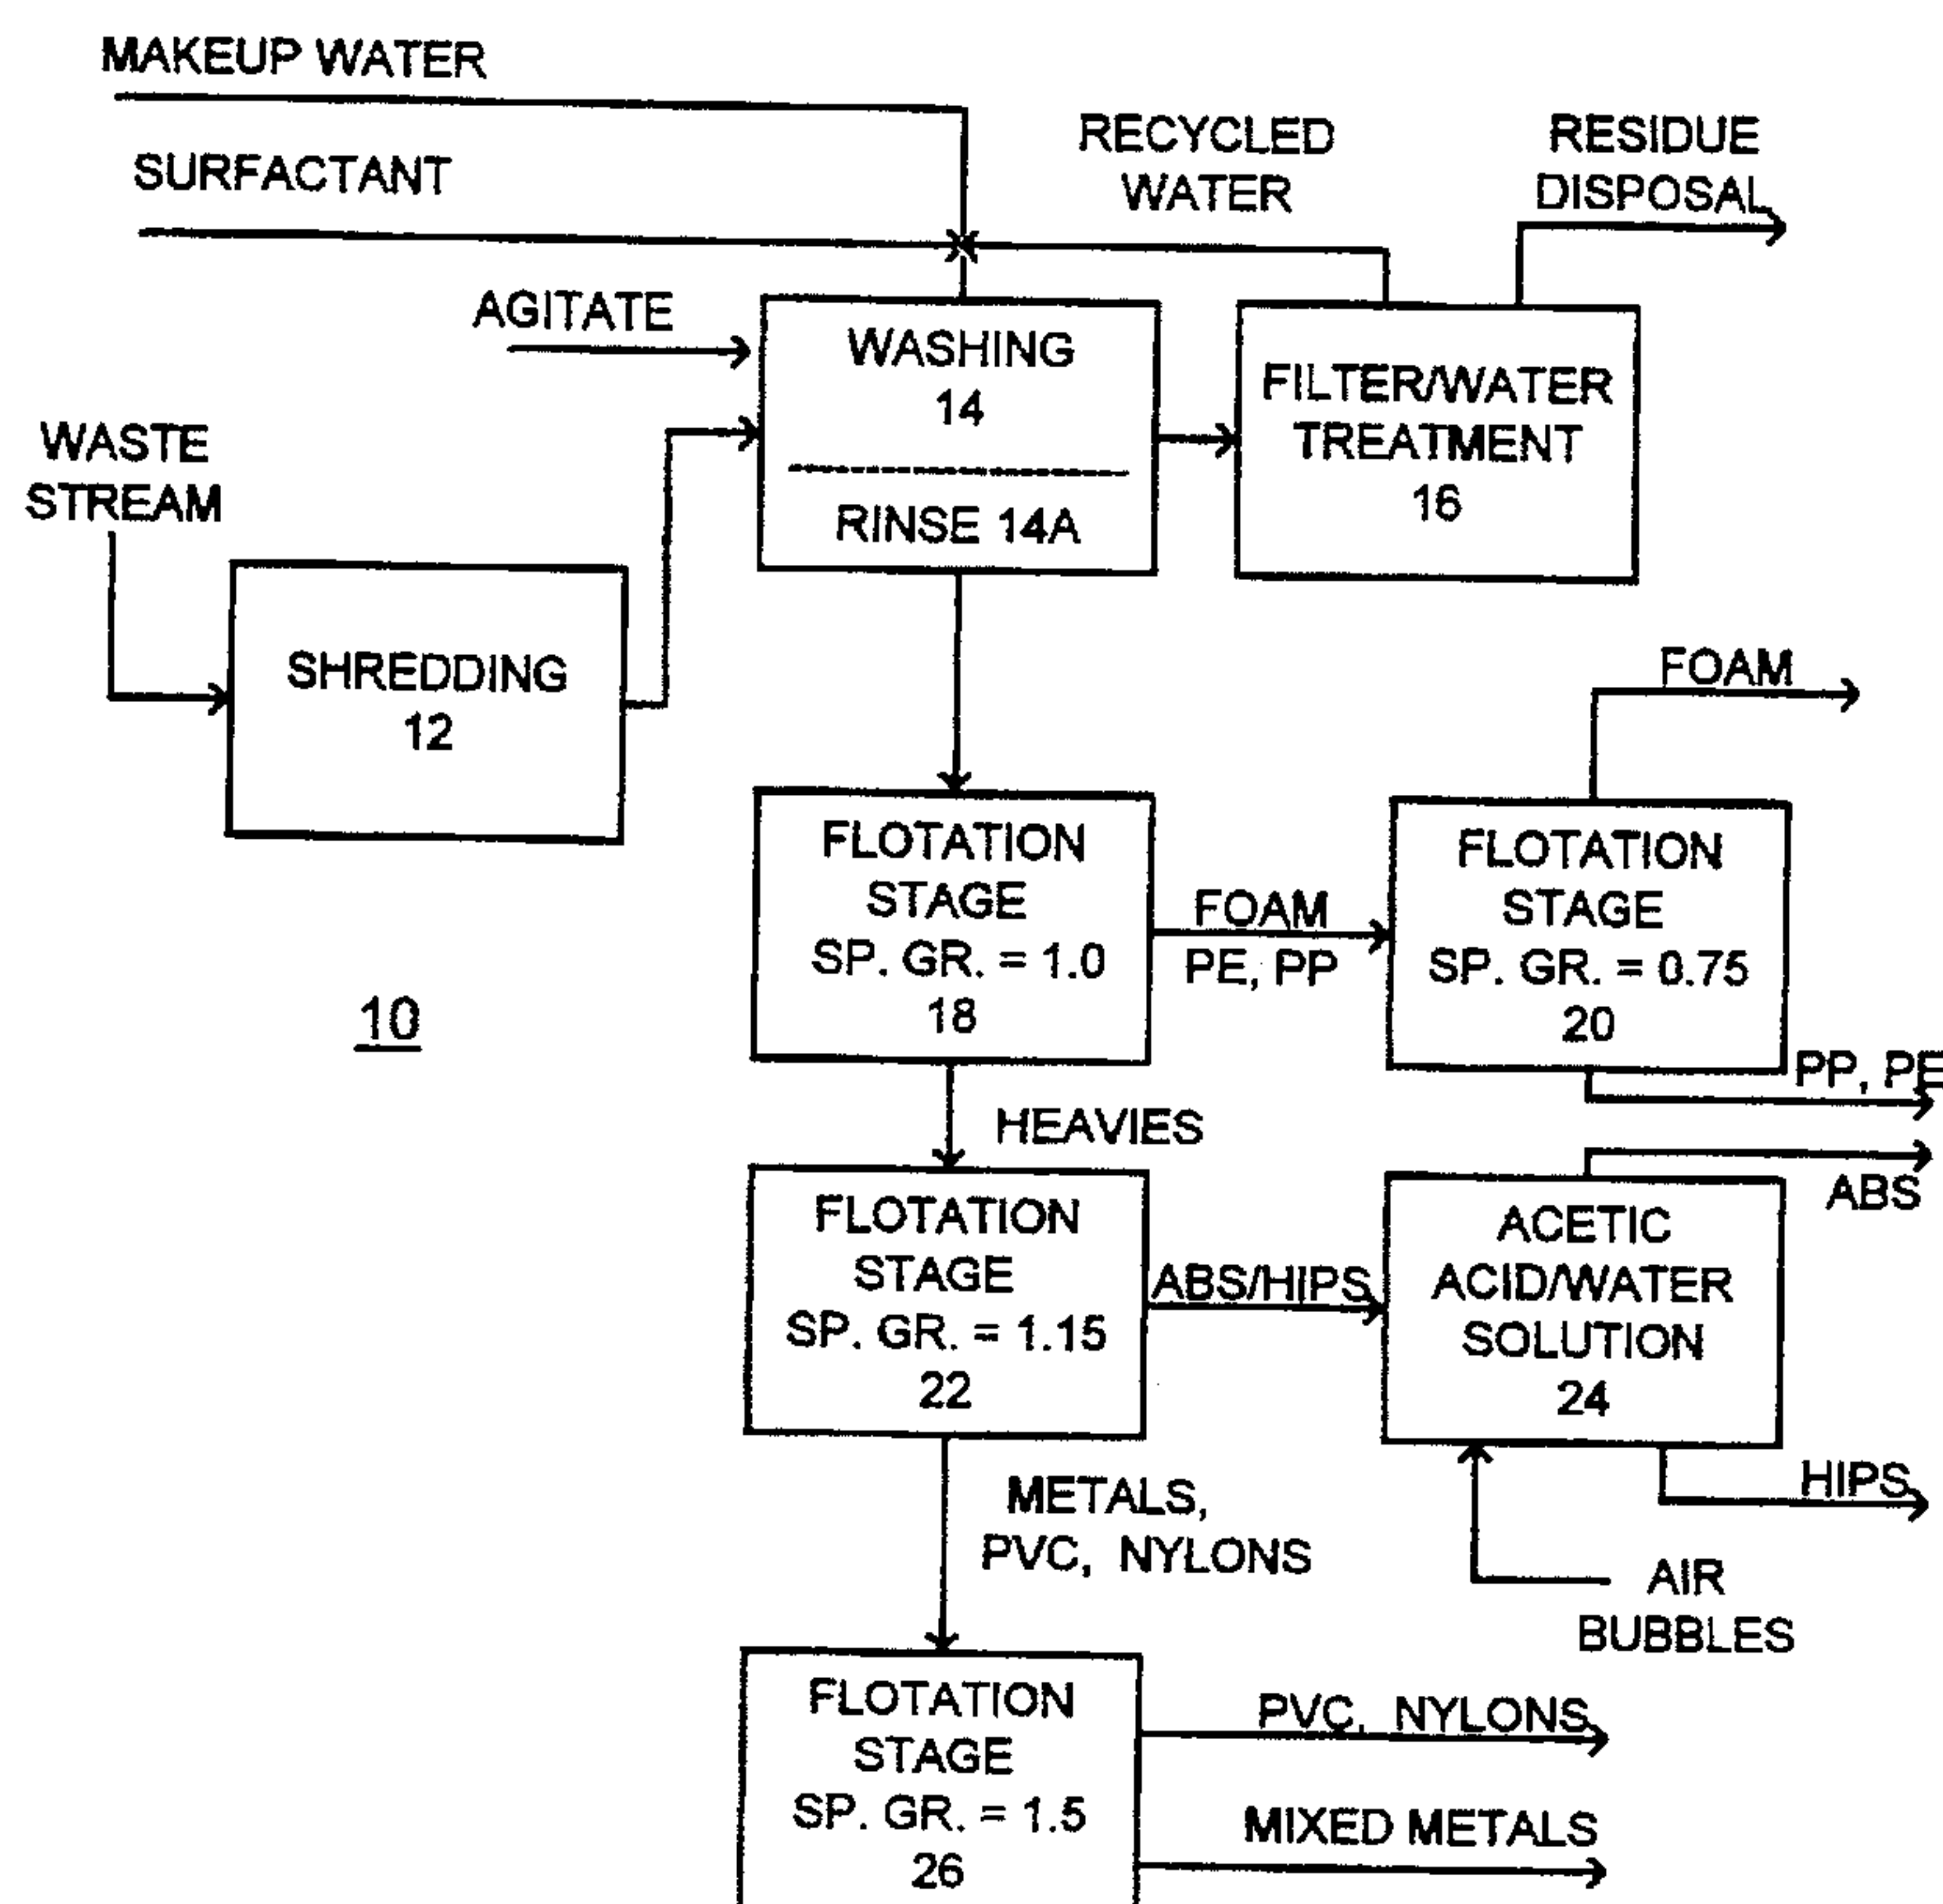 MAKEUP WATER
SURFACTANT
RECYCLED
WATER
RESIDUE
DISPOSAL
AGITATE
WASHING
14
RINSE 14A
FILTER/WATER
TREATMENT
16
WASTE
STREAM
SHREDDING
12
FOAM
FLOTATION
STAGE
SP. GR. = 1.0
18
FOAM
PE, PP
FLOTATION
STAGE
SP. GR. = 0.75
20
10
PP, PE
HEAVIES
ABS
FLOTATION
STAGE
SP. GR. = 1.15
22
ABS/HIPS
ACETIC
ACID/WATER
SOLUTION
24
HIPS
METALS,
PVC, NYLONS
AIR
BUBBLES
FLOTATION
STAGE
SP. GR. = 1.5
26
PVC, NYLONS
MIXED METALS